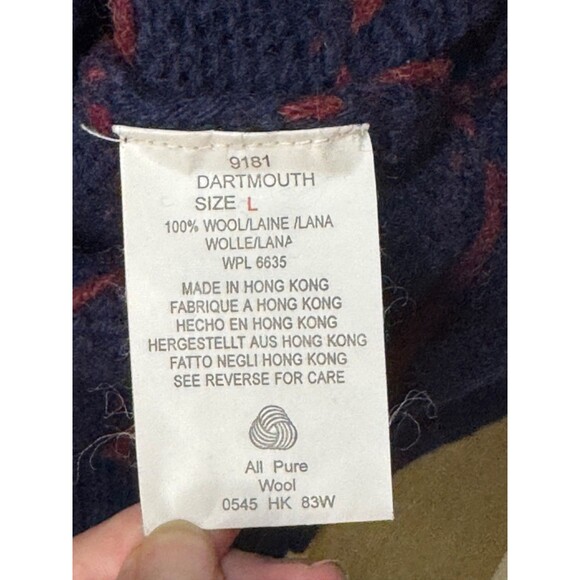 9181
DARTMOUTH
SIZE L
100% WOOL/LAINE /LANA
WOLLE/LANA
WPL 6635
MADE IN HONG KONG
FABRIQUE A HONG KONG
HECHO EN HONG KONG
HERGESTELLT AUS HONG KONG
FATTO NEGLI HONG KONG
SEE REVERSE FOR CARE
All Pure
Wool
0545 HK 83W